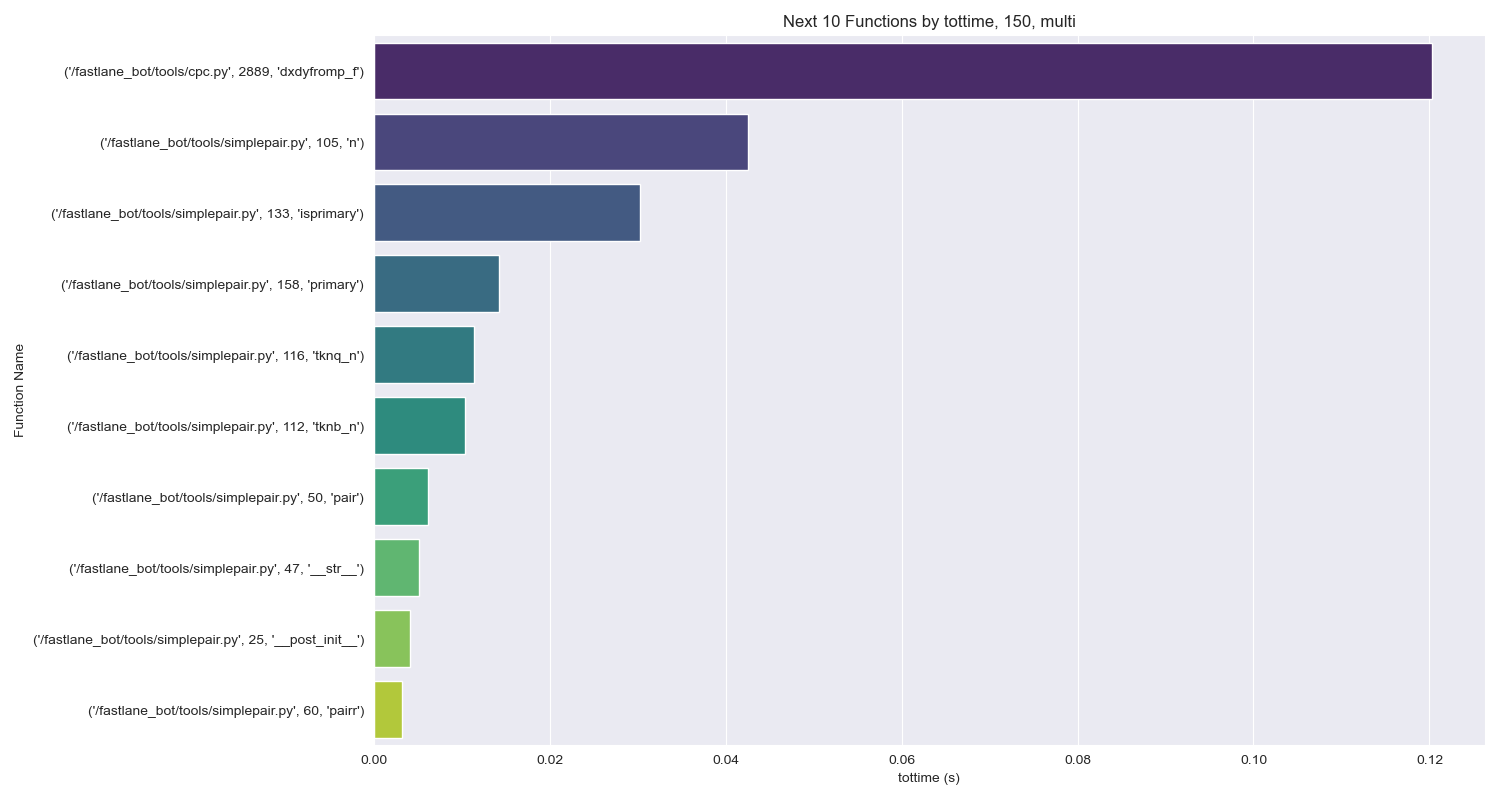 Next 10 Functions by tottime, 150, multi
Function Name
('/fastlane_bot/tools/cpc.py', 2889, 'dxdyfromp_f')
('/fastlane_bot/tools/simplepair.py', 105, 'n')
('/fastlane_bot/tools/simplepair.py', 133, 'isprimary')
('/fastlane_bot/tools/simplepair.py', 158, 'primary')
('/fastlane_bot/tools/simplepair.py', 116, 'tknq_n')
('/fastlane_bot/tools/simplepair.py', 112, 'tknb_n')
('/fastlane_bot/tools/simplepair.py', 50, 'pair')
('/fastlane_bot/tools/simplepair.py', 47, '__str__')
('/fastlane_bot/tools/simplepair.py', 25, '__post_init__')
('/fastlane_bot/tools/simplepair.py', 60, 'pairr')
0.00 0.02 0.04 0.06 0.08 0.10 0.12
tottime (s)